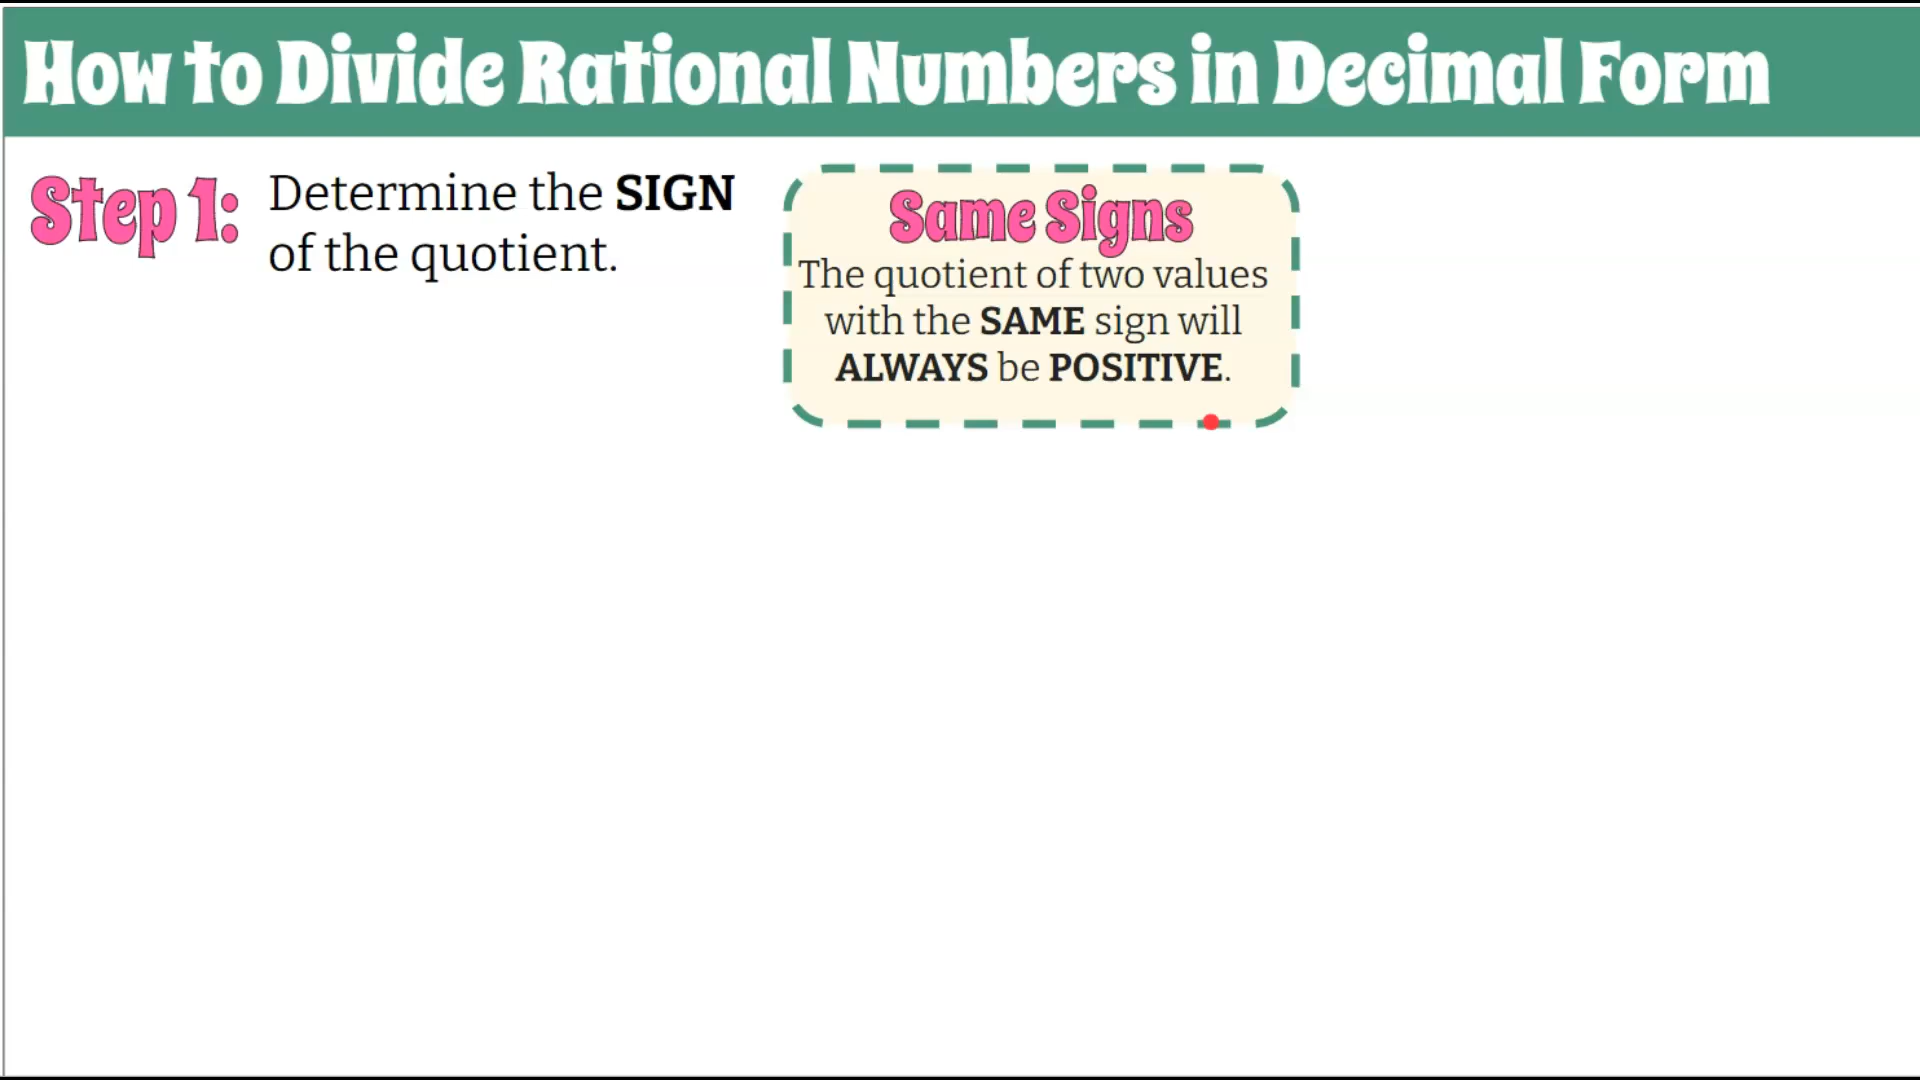 How to Divide Rational Numbers in Decimal Form
Step 1:
Determine the SIGN
of the quotient.
Same Signs
The quotient of two values
with the SAME sign will
ALWAYS be POSITIVE.